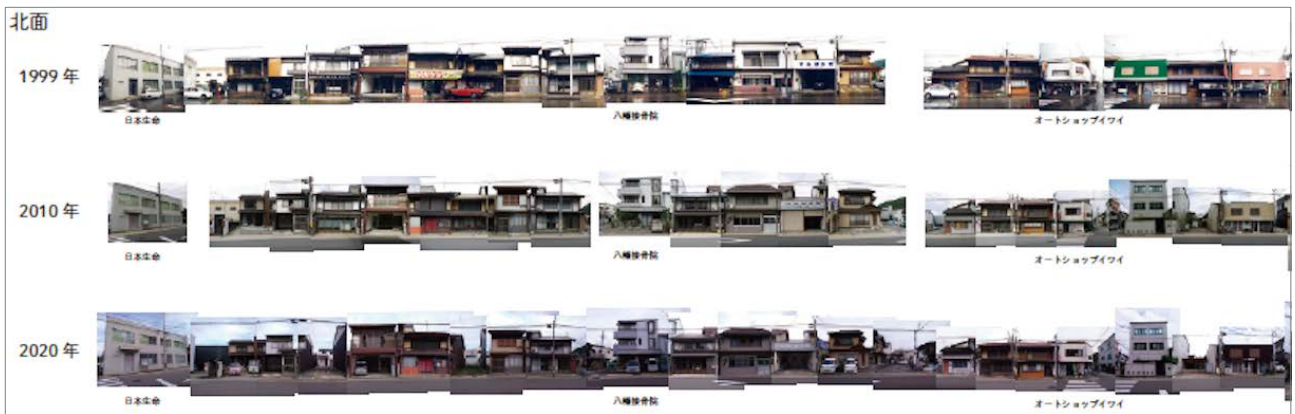 北面
1999 年
日本生命
八幡接骨院
オートショップイワイ
2010 年
日本生命
八幡接骨院
オートショップイワイ
2020 年
日本生命
八幡接骨院
オートショップイワイ